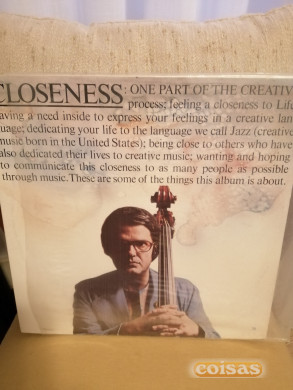 CLOSENESS: ONE PART OF THE CREATIV
process; feeling a closeness to Life
aving a need inside to express your feelings in a creative lan
uage; dedicating your life to the language we call Jazz (creative
music born in the United States); being close to others who have
also dedicated their lives to creative music; wanting and hoping
to communicate this closeness to as many people as possible
through music. These are some of the things this album is about.
coisas